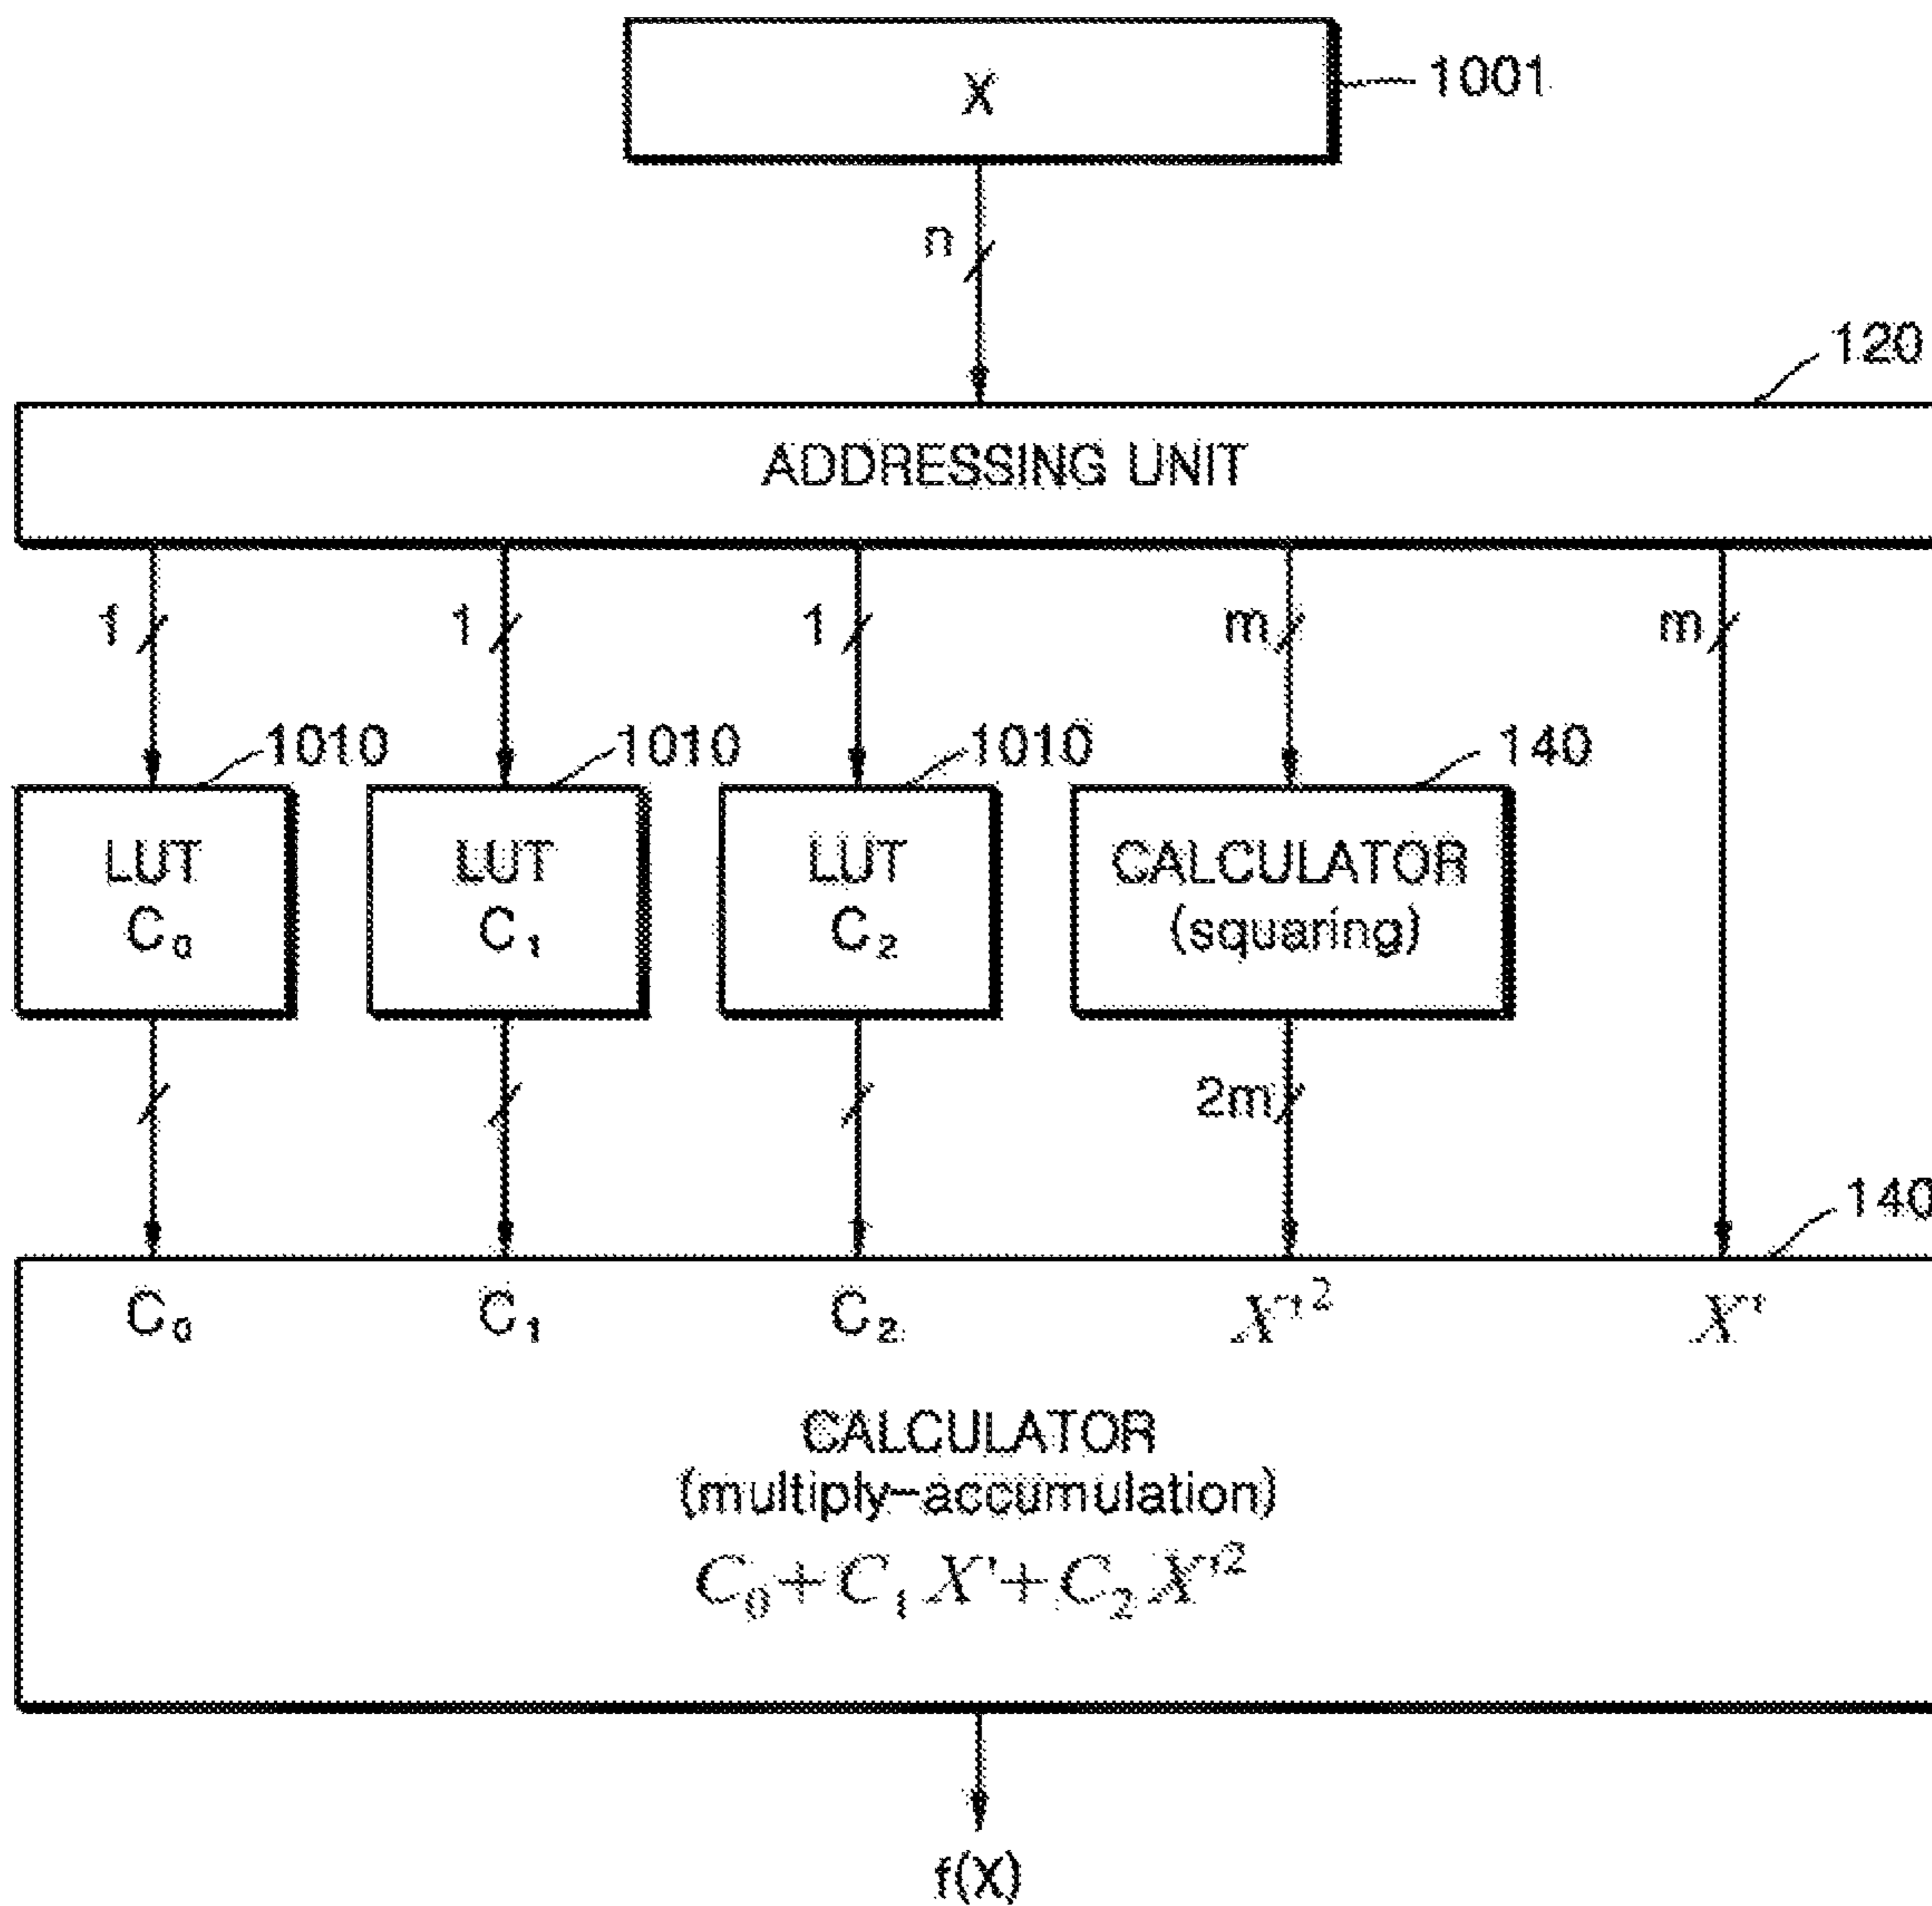 X
1001
n
120
ADDRESSING UNIT
1 1 1 m m
1010 1010 1010 140
LUT C₀
LUT C₁
LUT C₂
CALCULATOR
(squaring)
2m
140
C₀ C₁ C₂ X'² X'
CALCULATOR
(multiply-accumulation)
C₀+C₁X'+C₂X'²
f(X)